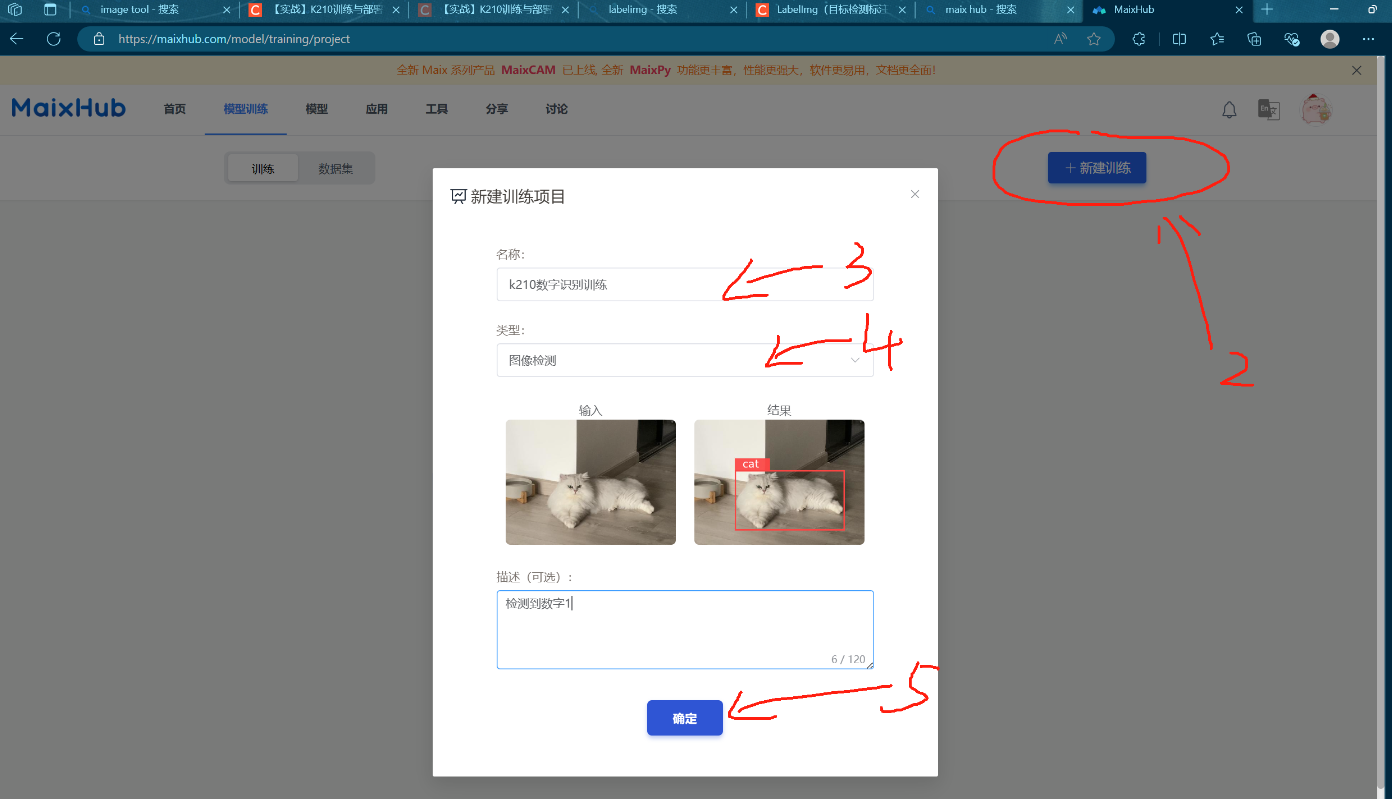 image tool - 搜索
【实战】K210训练与部署
【实战】K210训练与部署
labelimg - 搜索
LabelImg（目标检测标注
maix hub - 搜索
MaixHub
https://maixhub.com/model/training/project
全新 Maix 系列产品 MaixCAM 已上线, 全新 MaixPy 功能更丰富，性能更强大，软件更易用，文档更全面!
MaixHub
首页
模型训练
模型
应用
工具
分享
讨论
训练
数据集
+ 新建训练
新建训练项目
名称:
k210数字识别训练
3
类型:
图像检测
4
2
输入
结果
cat
描述（可选）:
检测到数字1
6 / 120
5
确定